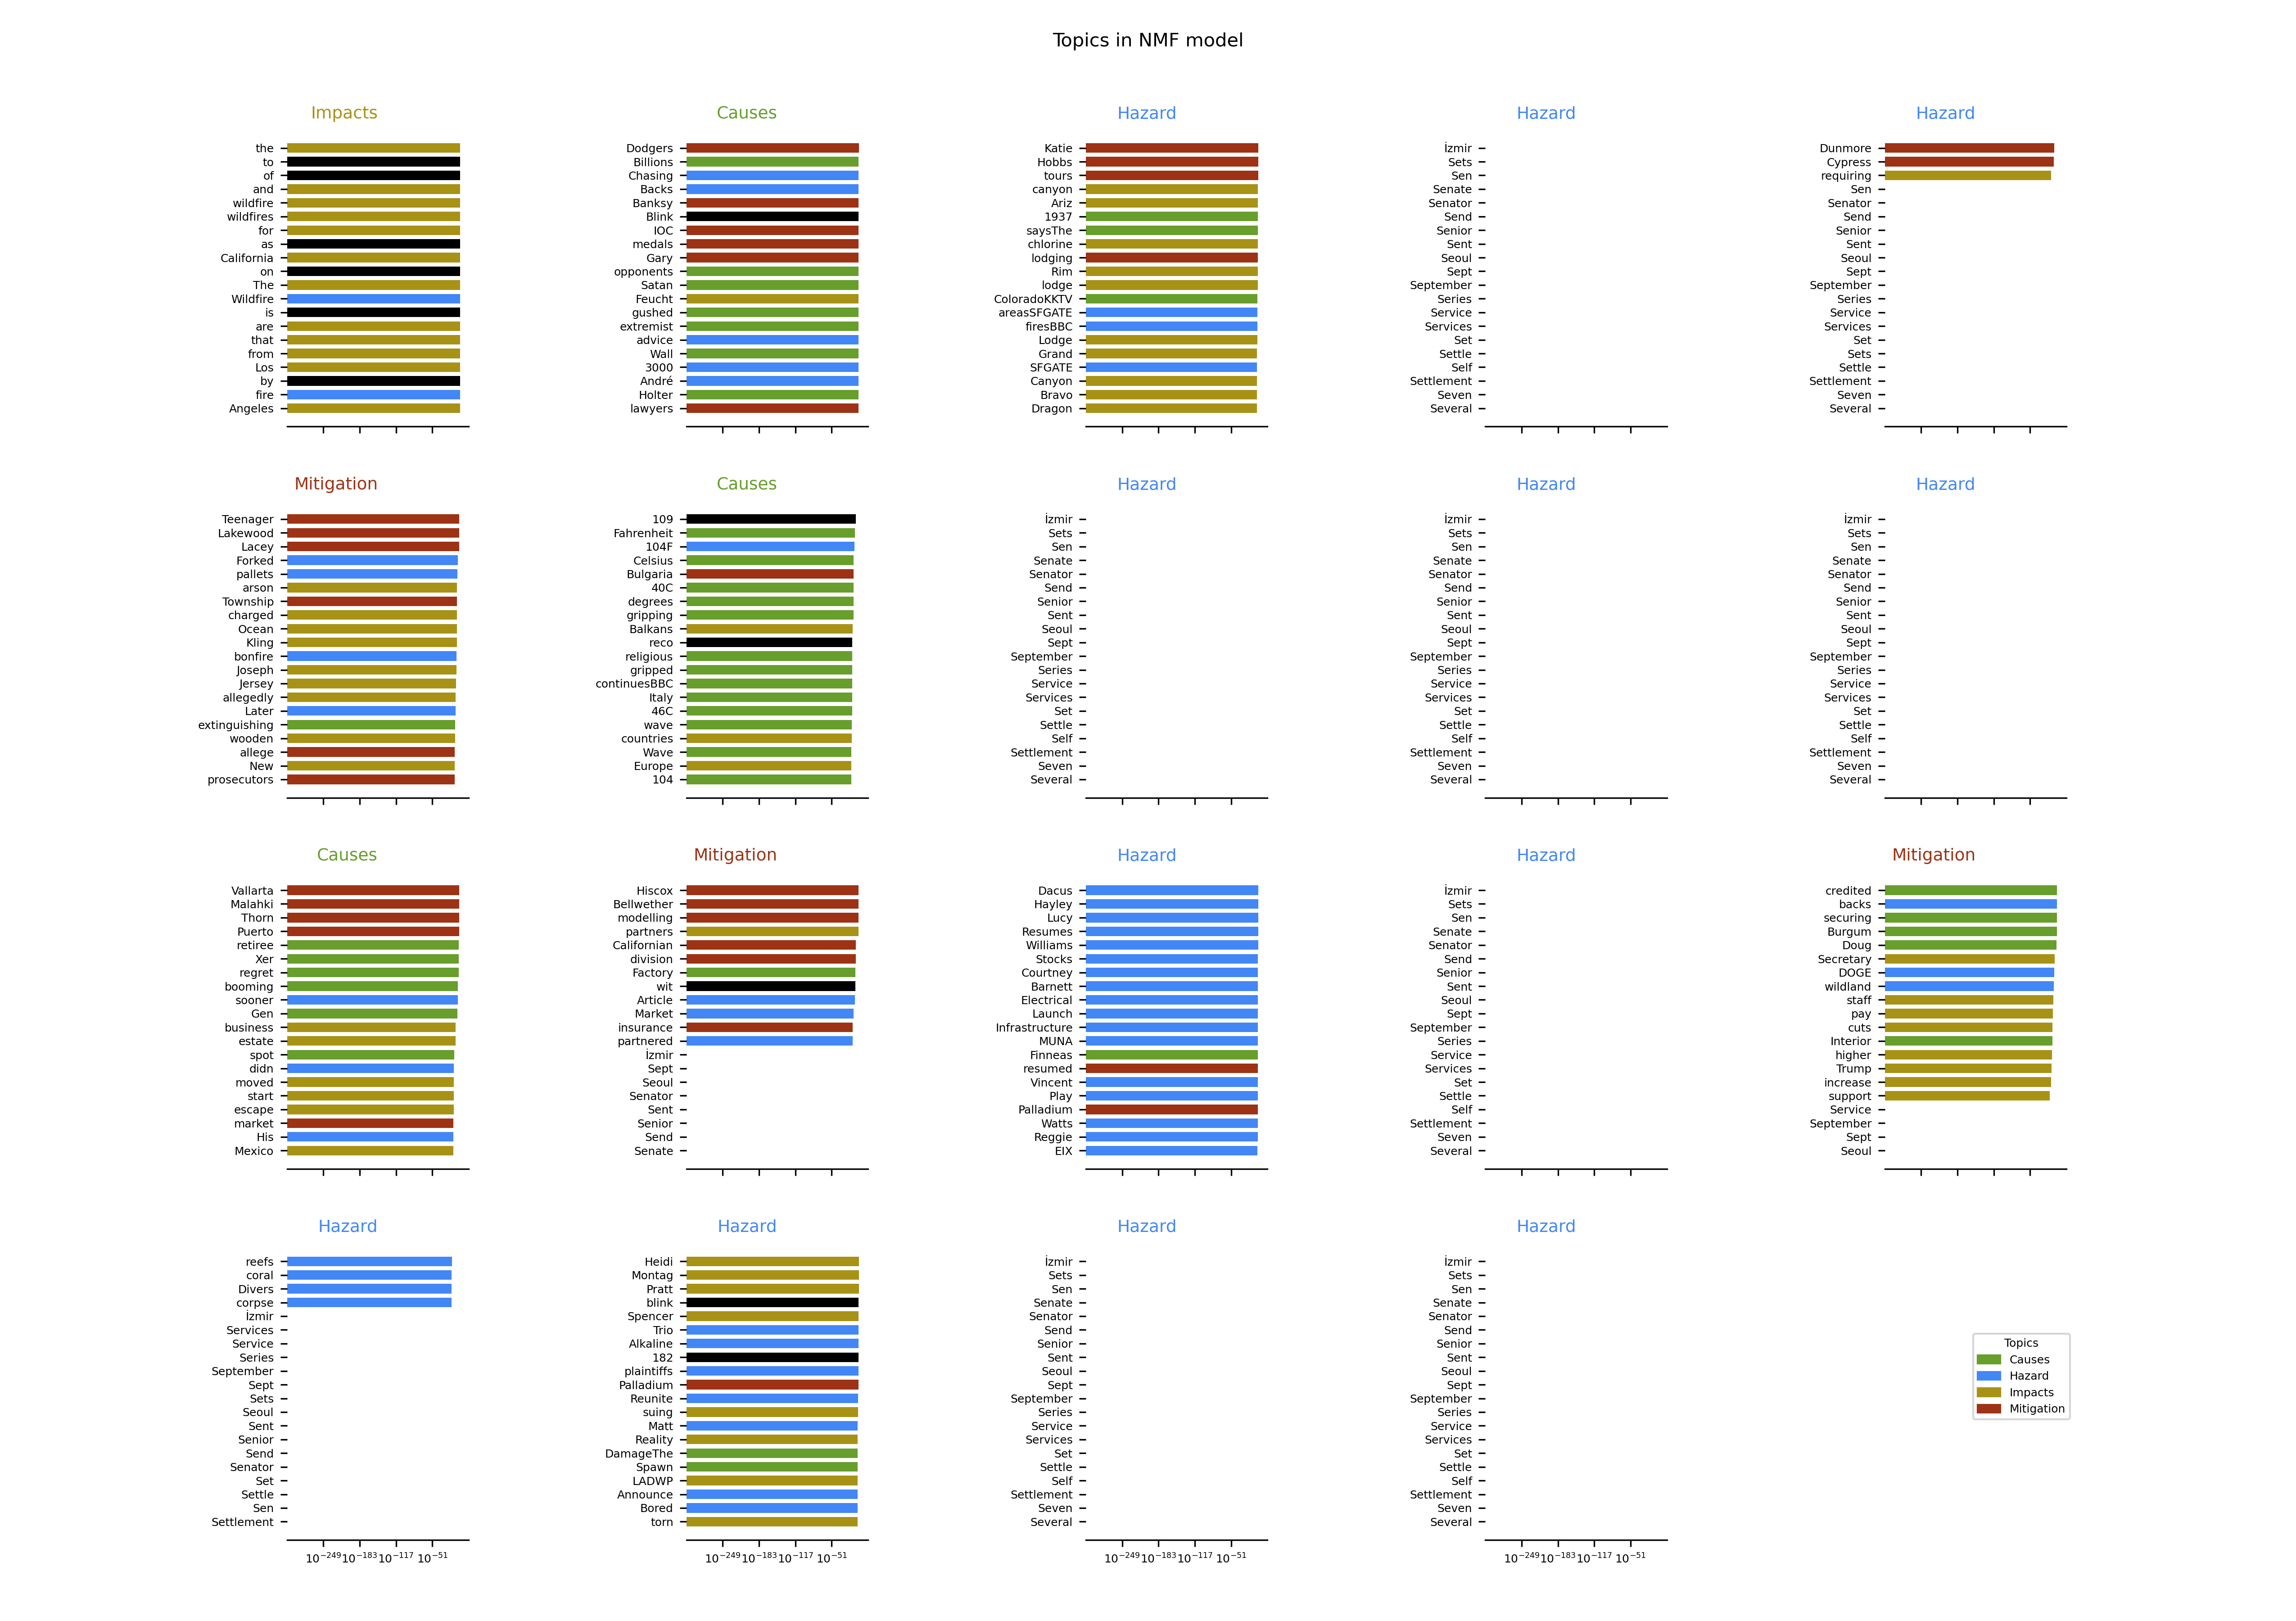 Topics in NMF model
Impacts
the
to
of
and
wildfire
wildfires
for
as
California
on
The
Wildfire
is
are
that
from
Los
by
fire
Angeles
Causes
Dodgers
Billions
Chasing
Backs
Banksy
Blink
IOC
medals
Gary
opponents
Satan
Feucht
gushed
extremist
advice
Wall
3000
André
Holter
lawyers
Hazard
Katie
Hobbs
tours
canyon
Ariz
1937
saysThe
chlorine
lodging
Rim
lodge
ColoradoKKTV
areasSFGATE
firesBBC
Lodge
Grand
SFGATE
Canyon
Bravo
Dragon
Hazard
İzmir
Sets
Sen
Senate
Senator
Send
Senior
Sent
Seoul
Sept
September
Series
Service
Services
Set
Settle
Self
Settlement
Seven
Several
Hazard
Dunmore
Cypress
requiring
Sen
Senator
Send
Senior
Sent
Seoul
Sept
September
Series
Service
Services
Set
Sets
Settle
Settlement
Seven
Several
Mitigation
Teenager
Lakewood
Lacey
Forked
pallets
arson
Township
charged
Ocean
Kling
bonfire
Joseph
Jersey
allegedly
Later
extinguishing
wooden
allege
New
prosecutors
Causes
109
Fahrenheit
104F
Celsius
Bulgaria
40C
degrees
gripping
Balkans
reco
religious
gripped
continuesBBC
Italy
46C
wave
countries
Wave
Europe
104
Hazard
İzmir
Sets
Sen
Senate
Senator
Send
Senior
Sent
Seoul
Sept
September
Series
Service
Services
Set
Settle
Self
Settlement
Seven
Several
Hazard
İzmir
Sets
Sen
Senate
Senator
Send
Senior
Sent
Seoul
Sept
September
Series
Service
Services
Set
Settle
Self
Settlement
Seven
Several
Hazard
İzmir
Sets
Sen
Senate
Senator
Send
Senior
Sent
Seoul
Sept
September
Series
Service
Services
Set
Settle
Self
Settlement
Seven
Several
Causes
Vallarta
Malahki
Thorn
Puerto
retiree
Xer
regret
booming
sooner
Gen
business
estate
spot
didn
moved
start
escape
market
His
Mexico
Mitigation
Hiscox
Bellwether
modelling
partners
Californian
division
Factory
wit
Article
Market
insurance
partnered
İzmir
Sept
Seoul
Senator
Sent
Senior
Send
Senate
Hazard
Dacus
Hayley
Lucy
Resumes
Williams
Stocks
Courtney
Barnett
Electrical
Launch
Infrastructure
MUNA
Finneas
resumed
Vincent
Play
Palladium
Watts
Reggie
EIX
Hazard
İzmir
Sets
Sen
Senate
Senator
Send
Senior
Sent
Seoul
Sept
September
Series
Service
Services
Set
Settle
Self
Settlement
Seven
Several
Mitigation
credited
backs
securing
Burgum
Doug
Secretary
DOGE
wildland
staff
pay
cuts
Interior
higher
Trump
increase
support
Service
September
Sept
Seoul
Hazard
reefs
coral
Divers
corpse
İzmir
Services
Service
Series
September
Sept
Sets
Seoul
Sent
Senior
Send
Senator
Set
Settle
Sen
Settlement
10⁻²⁴⁹ 10⁻¹⁸³ 10⁻¹¹⁷ 10⁻⁵¹
Hazard
Heidi
Montag
Pratt
blink
Spencer
Trio
Alkaline
182
plaintiffs
Palladium
Reunite
suing
Matt
Reality
DamageThe
Spawn
LADWP
Announce
Bored
torn
10⁻²⁴⁹ 10⁻¹⁸³ 10⁻¹¹⁷ 10⁻⁵¹
Hazard
İzmir
Sets
Sen
Senate
Senator
Send
Senior
Sent
Seoul
Sept
September
Series
Service
Services
Set
Settle
Self
Settlement
Seven
Several
10⁻²⁴⁹ 10⁻¹⁸³ 10⁻¹¹⁷ 10⁻⁵¹
Hazard
İzmir
Sets
Sen
Senate
Senator
Send
Senior
Sent
Seoul
Sept
September
Series
Service
Services
Set
Settle
Self
Settlement
Seven
Several
10⁻²⁴⁹ 10⁻¹⁸³ 10⁻¹¹⁷ 10⁻⁵¹
Topics
Causes
Hazard
Impacts
Mitigation